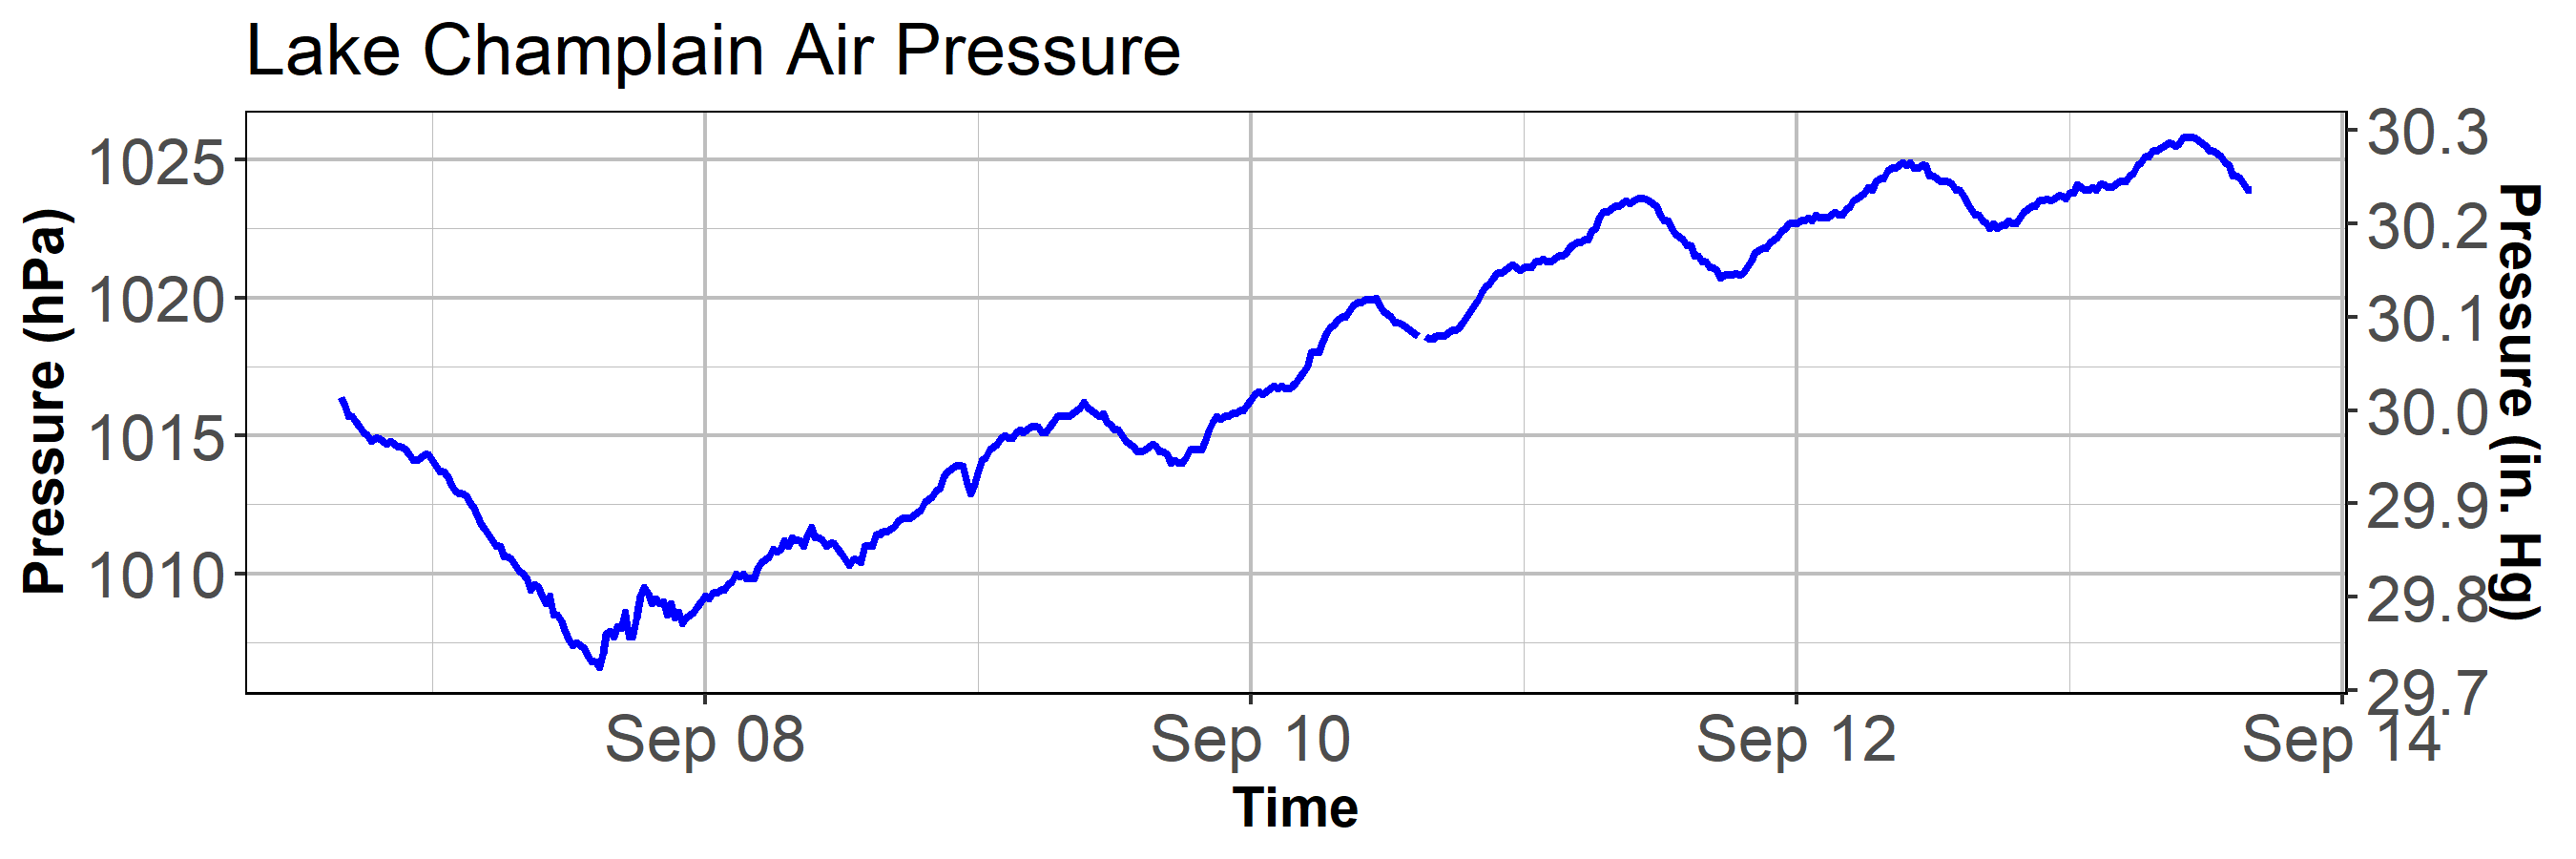 Lake Champlain Air Pressure
Pressure (hPa)
1025
1020
1015
1010
30.3
30.2
30.1
30.0
29.9
29.8
29.7
Pressure (in. Hg)
Sep 08
Sep 10
Sep 12
Sep 14
Time